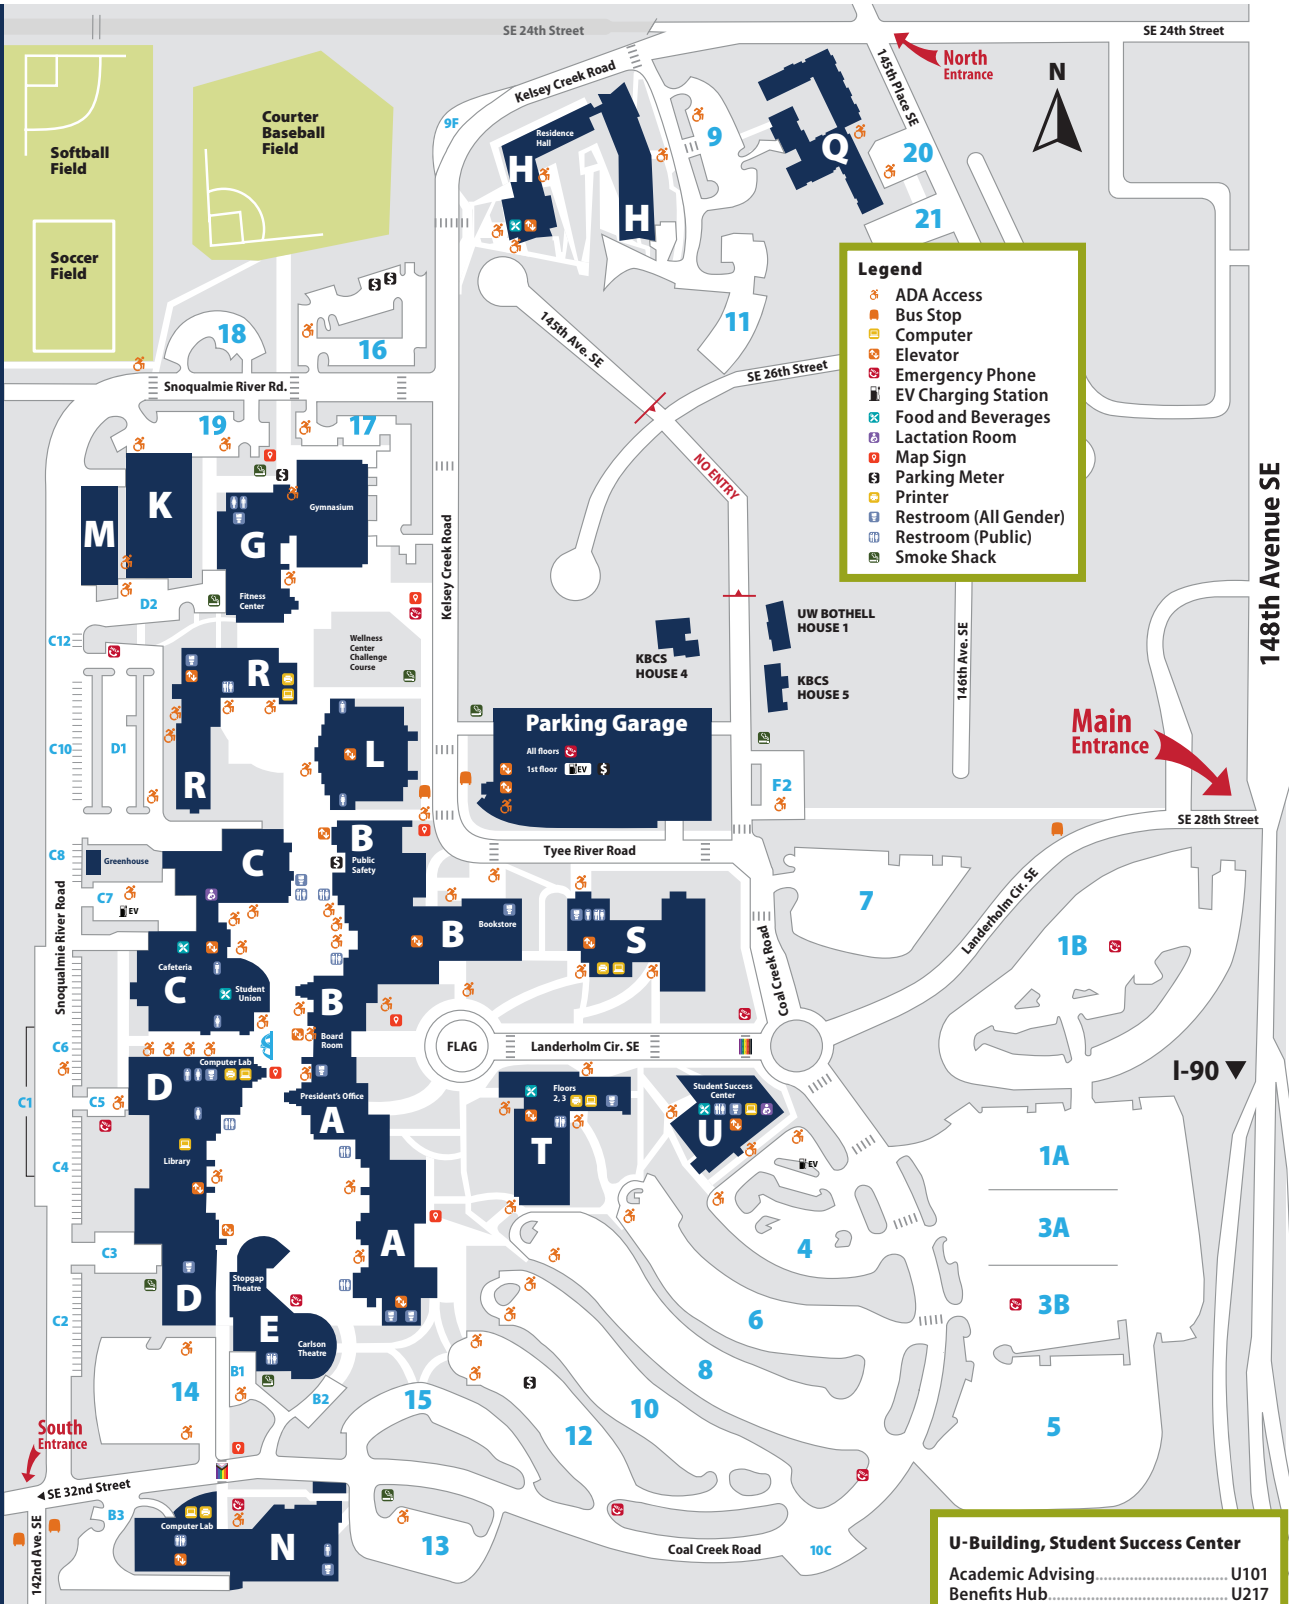 SE 24th Street
SE 24th Street
North
Entrance
145th Place SE
N
Kelsey Creek Road
9F
Residence
Hall
H
H
9
Q
20
21
Softball
Field
Courter
Baseball
Field
Soccer
Field
18
16
11
145th Ave. SE
SE 26th Street
NO ENTRY
Snoqualmie River Rd.
19
17
Legend
ADA Access
Bus Stop
Computer
Elevator
Emergency Phone
EV Charging Station
Food and Beverages
Lactation Room
Map Sign
Parking Meter
Printer
Restroom (All Gender)
Restroom (Public)
Smoke Shack
K
M
G
Gymnasium
Fitness
Center
D2
C12
Kelsey Creek Road
Wellness
Center
Challenge
Course
UW BOTHELL
HOUSE 1
KBCS
HOUSE 4
KBCS
HOUSE 5
146th Ave. SE
148th Avenue SE
Main
Entrance
R
R
L
C10
D1
Parking Garage
All floors
1st floor
EV
$
F2
SE 28th Street
C8
Greenhouse
C
B
Public
Safety
Tyee River Road
C7
EV
Snoqualmie River Road
Bookstore
B
S
7
Landerholm Cir. SE
1B
Coal Creek Road
Cafeteria
C
Student
Union
B
Board
Room
C6
FLAG
Landerholm Cir. SE
I-90
C1
C5
D
Computer Lab
President's Office
A
Floors
2, 3
T
Student Success
Center
U
EV
1A
3A
3B
C4
Library
C3
A
4
6
8
10
12
5
D
C2
Stopgap
Theatre
E
Carlson
Theatre
14
B1
B2
15
South
Entrance
SE 32nd Street
B3
142nd Ave. SE
Computer Lab
N
13
Coal Creek Road
10C
U-Building, Student Success Center
Academic Advising U101
Benefits Hub U217